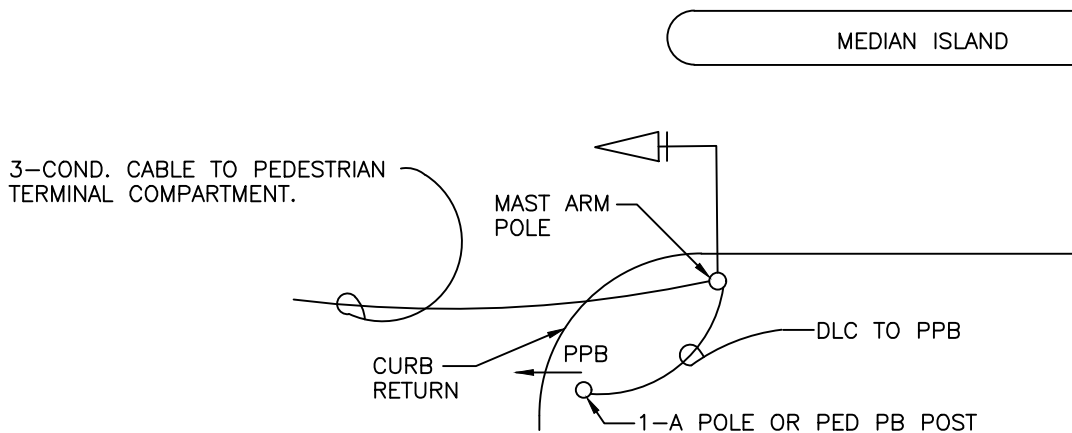 MEDIAN ISLAND
3-COND. CABLE TO PEDESTRIAN
TERMINAL COMPARTMENT.
MAST ARM
POLE
DLC TO PPB
PPB
CURB
RETURN
1-A POLE OR PED PB POST